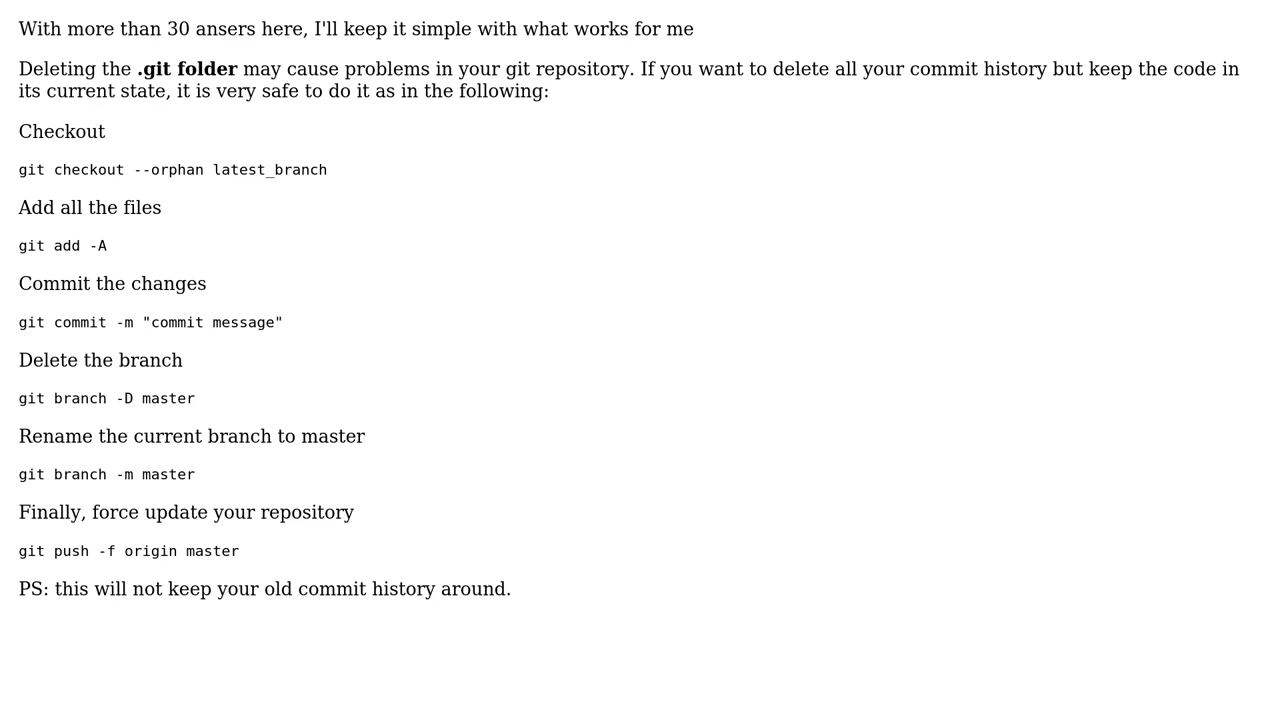 With more than 30 ansers here, I'll keep it simple with what works for me
Deleting the .git folder may cause problems in your git repository. If you want to delete all your commit history but keep the code in
its current state, it is very safe to do it as in the following:
Checkout
git checkout --orphan latest_branch
Add all the files
git add -A
Commit the changes
git commit -m "commit message"
Delete the branch
git branch -D master
Rename the current branch to master
git branch -m master
Finally, force update your repository
git push -f origin master
PS: this will not keep your old commit history around.